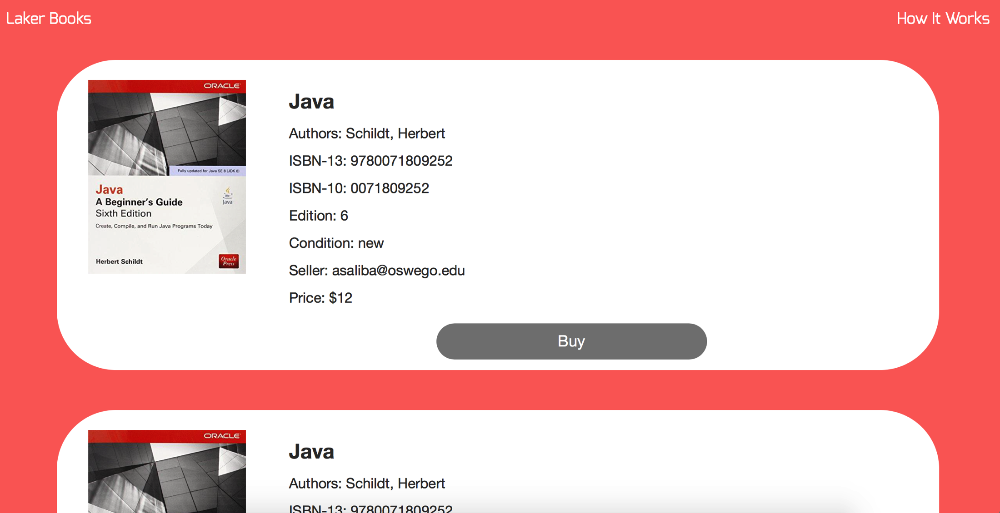 Laker Books
How It Works
ORACLE
Fully updated for Java SE 8 (JDK 8)
Java
A Beginner's Guide
Sixth Edition
Create, Compile, and Run Java Programs Today
Java
Herbert Schildt
Oracle
Press
Java
Authors: Schildt, Herbert
ISBN-13: 9780071809252
ISBN-10: 0071809252
Edition: 6
Condition: new
Seller: asaliba@oswego.edu
Price: $12
Buy
ORACLE
Java
Authors: Schildt, Herbert
ISBN-13: 9780071809252